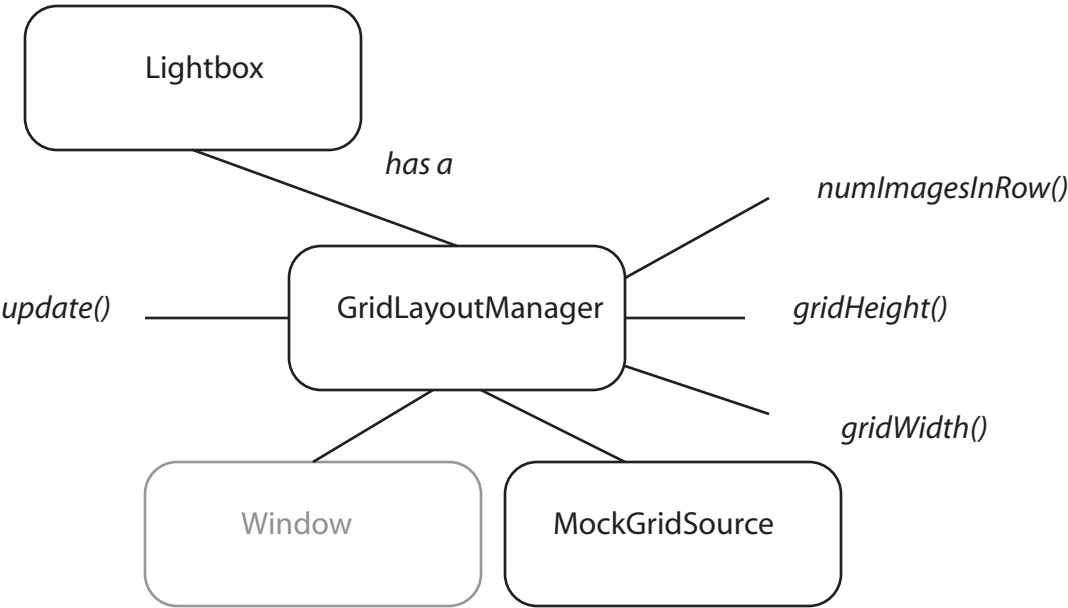 Lightbox
has a
numImagesInRow()
update()
GridLayoutManager
gridHeight()
gridWidth()
Window
MockGridSource